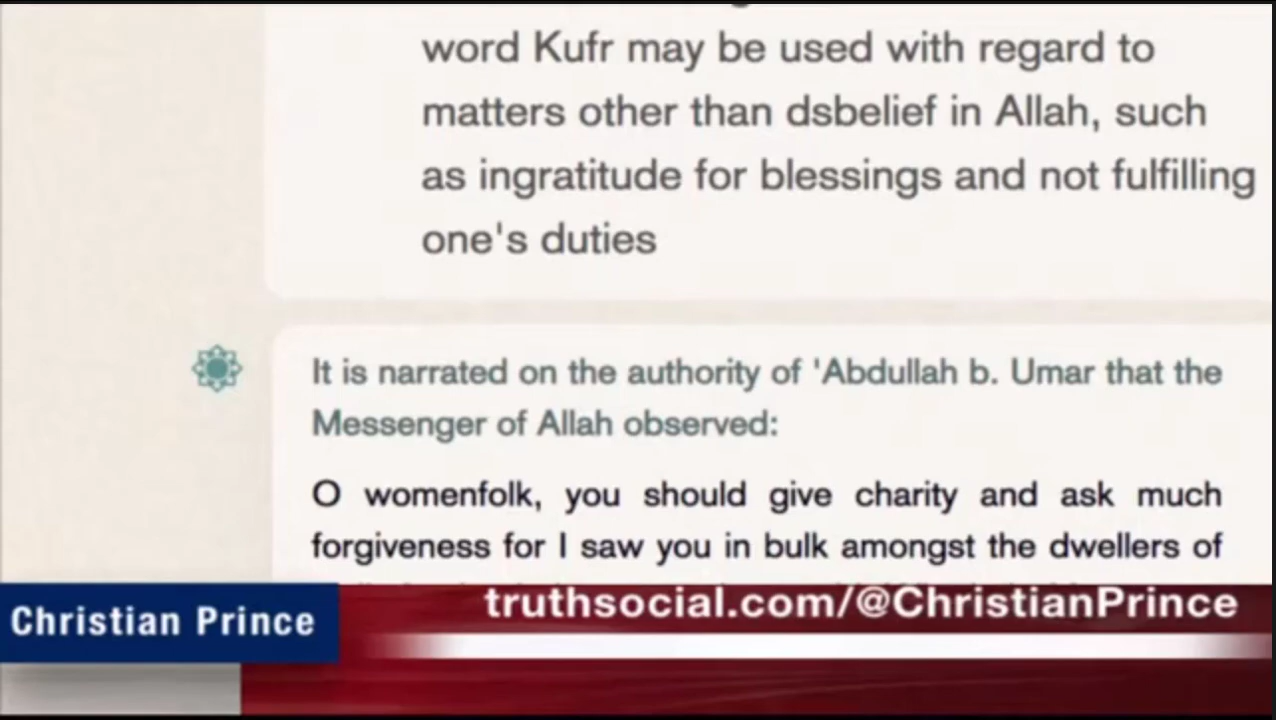 word Kufr may be used with regard to
matters other than dsbelief in Allah, such
as ingratitude for blessings and not fulfilling
one's duties
It is narrated on the authority of 'Abdullah b. Umar that the
Messenger of Allah observed:
O womenfolk, you should give charity and ask much
forgiveness for I saw you in bulk amongst the dwellers of
truthsocial.com/@ChristianPrince
Christian Prince